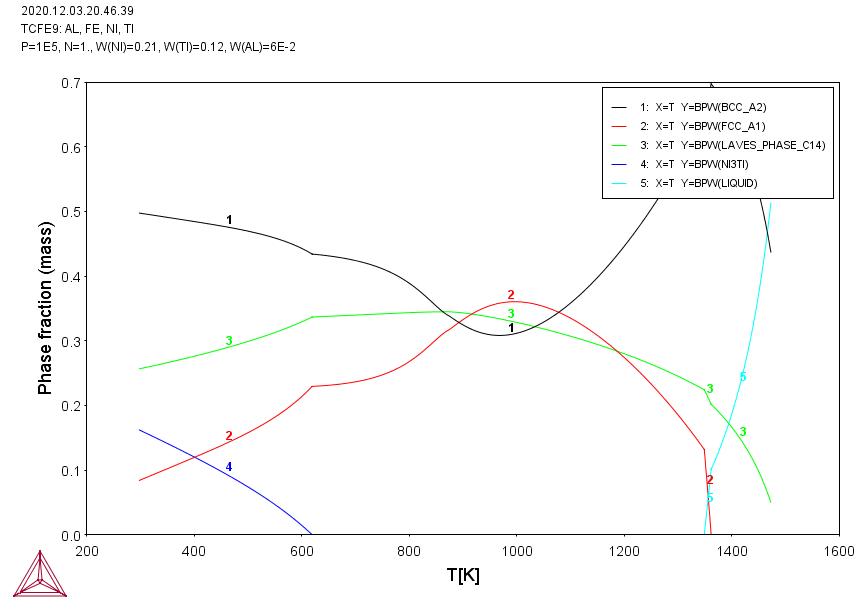 2020.12.03.20.46.39
TCFE9: AL, FE, NI, TI
P=1E5, N=1., W(NI)=0.21, W(TI)=0.12, W(AL)=6E-2
1: X=T Y=BPW(BCC_A2)
2: X=T Y=BPW(FCC_A1)
3: X=T Y=BPW(LAVES_PHASE_C14)
4: X=T Y=BPW(NI3TI)
5: X=T Y=BPW(LIQUID)
Phase fraction (mass)
0.7
0.6
0.5
0.4
0.3
0.2
0.1
0.0
1
3
2
4
2
3
1
3
2
5
5
3
200 400 600 800 1000 1200 1400 1600
T[K]